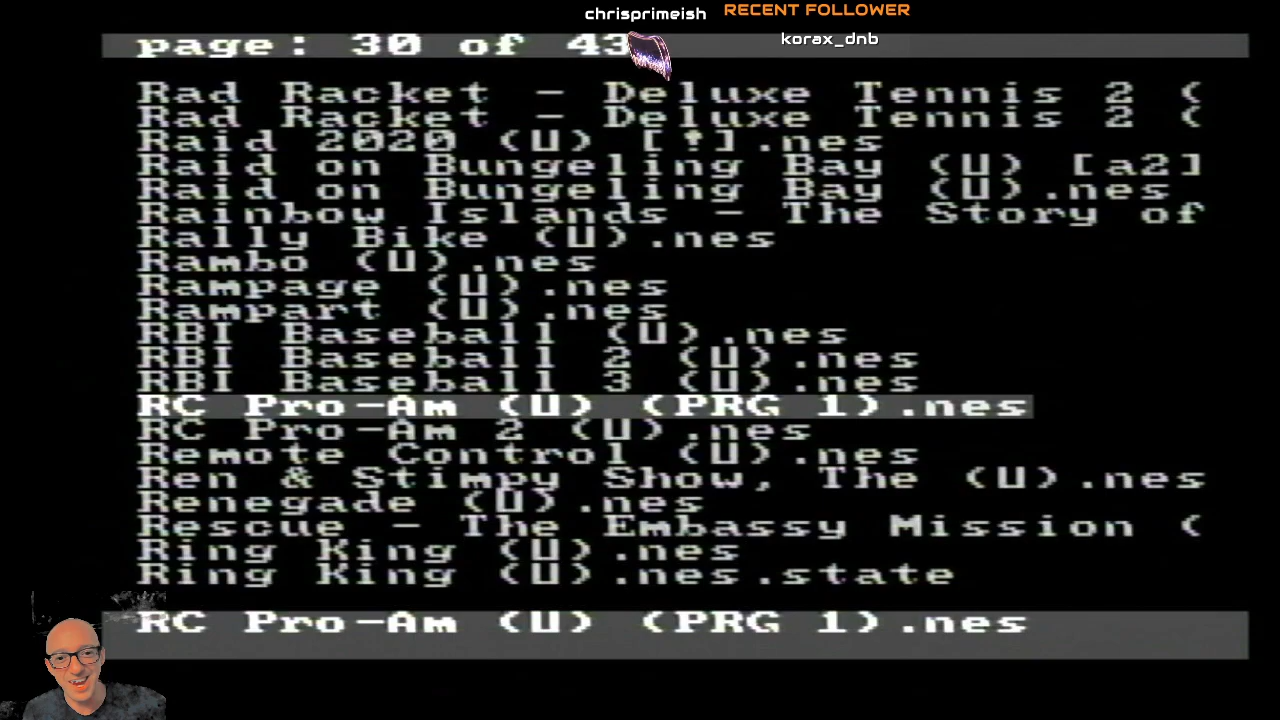 chrisprimeish
RECENT FOLLOWER
korax_dnb
page: 30 of 43
Rad Racket - Deluxe Tennis 2 (
Rad Racket - Deluxe Tennis 2 (
Raid 2020 (U) [!].nes
Raid on Bungeling Bay (U) [a2]
Raid on Bungeling Bay (U).nes
Rainbow Islands - The Story of
Rally Bike (U).nes
Rambo (U).nes
Rampage (U).nes
Rampart (U).nes
RBI Baseball (U).nes
RBI Baseball 2 (U).nes
RBI Baseball 3 (U).nes
RC Pro-Am (U) (PRG 1).nes
RC Pro-Am 2 (U).nes
Remote Control (U).nes
Ren & Stimpy Show, The (U).nes
Renegade (U).nes
Rescue - The Embassy Mission (
Ring King (U).nes
Ring King (U).nes.state
RC Pro-Am (U) (PRG 1).nes